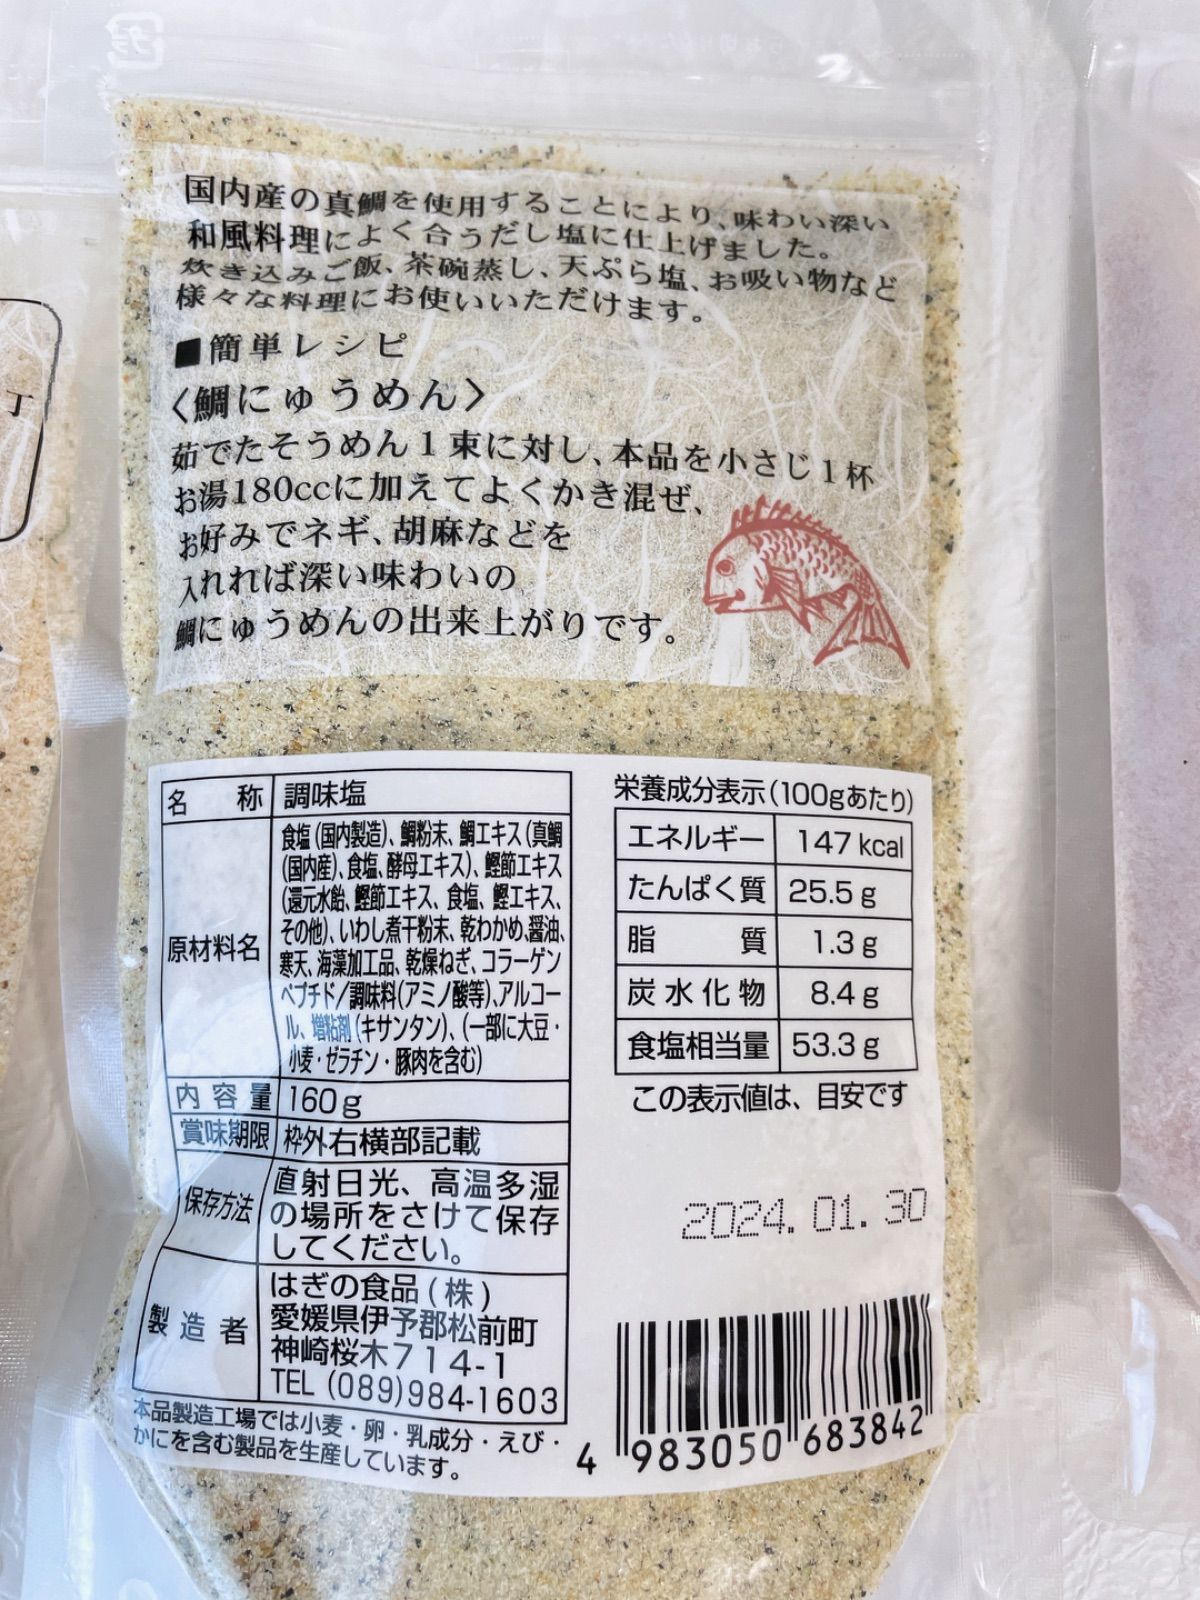 国内産の真鯛を使用することにより、味わい深い
和風料理によく合うだし塩に仕上げました。
炊き込みご飯、茶碗蒸し、天ぷら塩、お吸い物など
様々な料理にお使いいただけます。
■簡単レシピ
〈鯛にゅうめん〉
茹でたそうめん1束に対し、本品を小さじ1杯
お湯180ccに加えてよくかき混ぜ、
お好みでネギ、胡麻などを
入れれば深い味わいの
鯛にゅうめんの出来上がりです。
丁
名称 調味塩
原材料名
食塩(国内製造)、鯛粉末、鯛エキス(真鯛
(国内産)、食塩、酵母エキス)、鰹節エキス
(還元水飴、鰹節エキス、食塩、鰹エキス、
その他)、いわし煮干粉末、乾わかめ、醤油、
寒天、海藻加工品、乾燥ねぎ、コラーゲン
ペプチド/調味料(アミノ酸等)、アルコー
ル、増粘剤(キサンタン)、(一部に大豆・
小麦・ゼラチン・豚肉を含む)
内容量 160g
賞味期限 枠外右横部記載
保存方法
直射日光、高温多湿
の場所をさけて保存
してください。
製造者
はぎの食品(株)
愛媛県伊予郡松前町
神崎桜木714-1
TEL (089)984-1603
本品製造工場では小麦・卵・乳成分・えび・
かにを含む製品を生産しています。
栄養成分表示(100gあたり)
エネルギー 147 kcal
たんぱく質 25.5 g
脂質 1.3 g
炭水化物 8.4 g
食塩相当量 53.3 g
この表示値は、目安です
2024.01.30
4 983050 683842